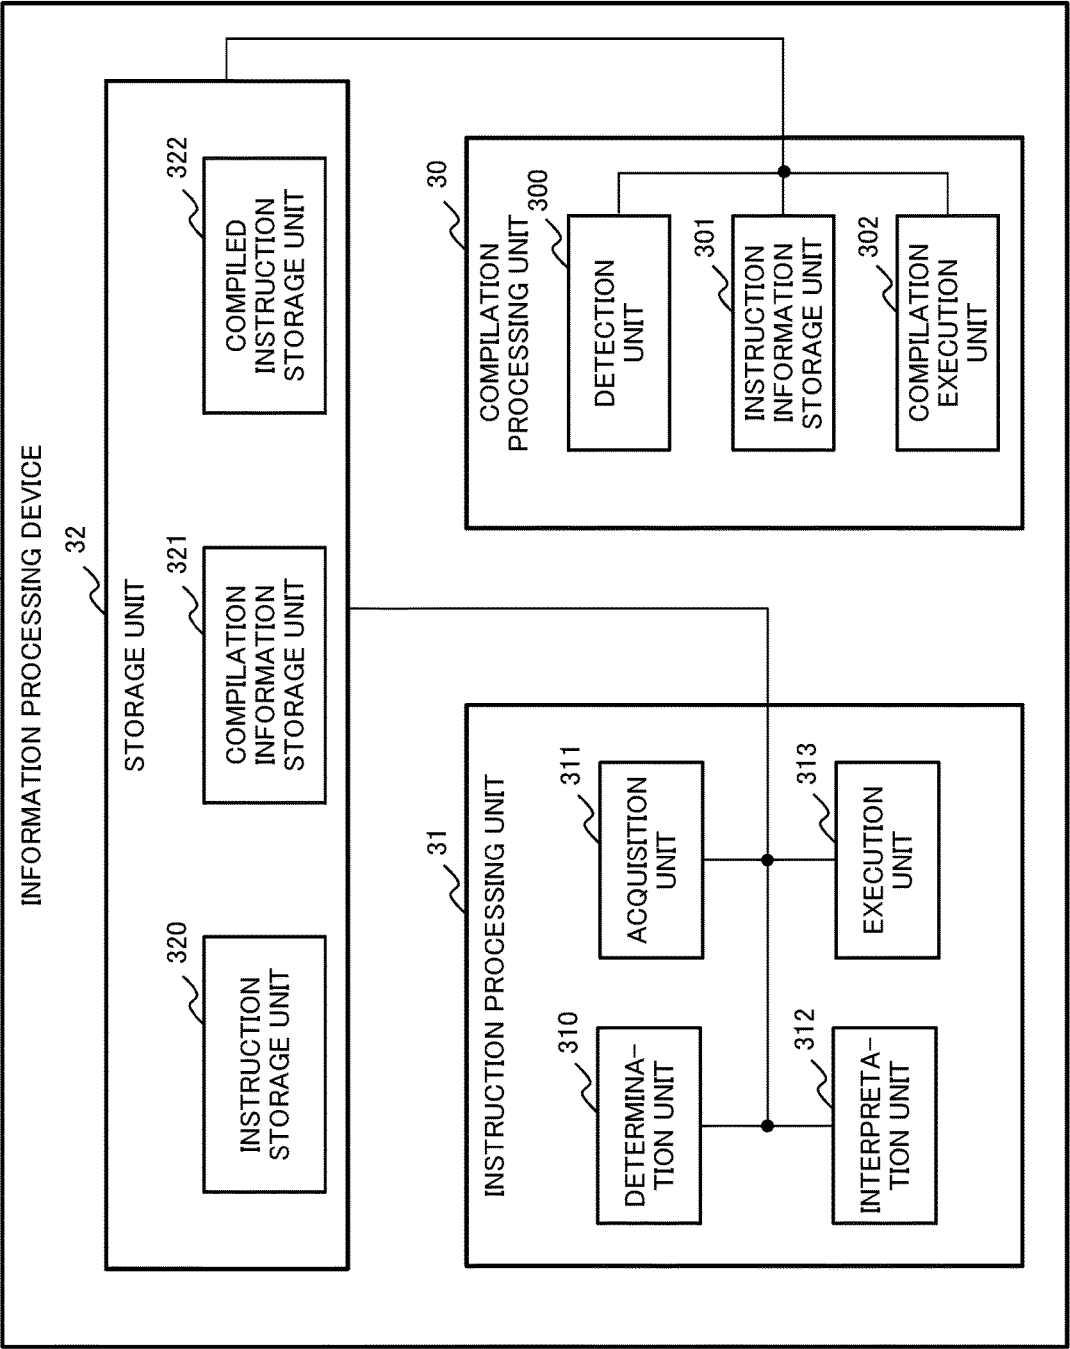 INFORMATION PROCESSING DEVICE
32
STORAGE UNIT
320
INSTRUCTION
STORAGE UNIT
321
COMPILATION
INFORMATION
STORAGE UNIT
322
COMPILED
INSTRUCTION
STORAGE UNIT
31
INSTRUCTION PROCESSING UNIT
310
DETERMINA-
TION UNIT
311
ACQUISITION
UNIT
312
INTERPRETA-
TION UNIT
313
EXECUTION
UNIT
30
COMPILATION
PROCESSING UNIT
300
DETECTION
UNIT
301
INSTRUCTION
INFORMATION
STORAGE UNIT
302
COMPILATION
EXECUTION
UNIT